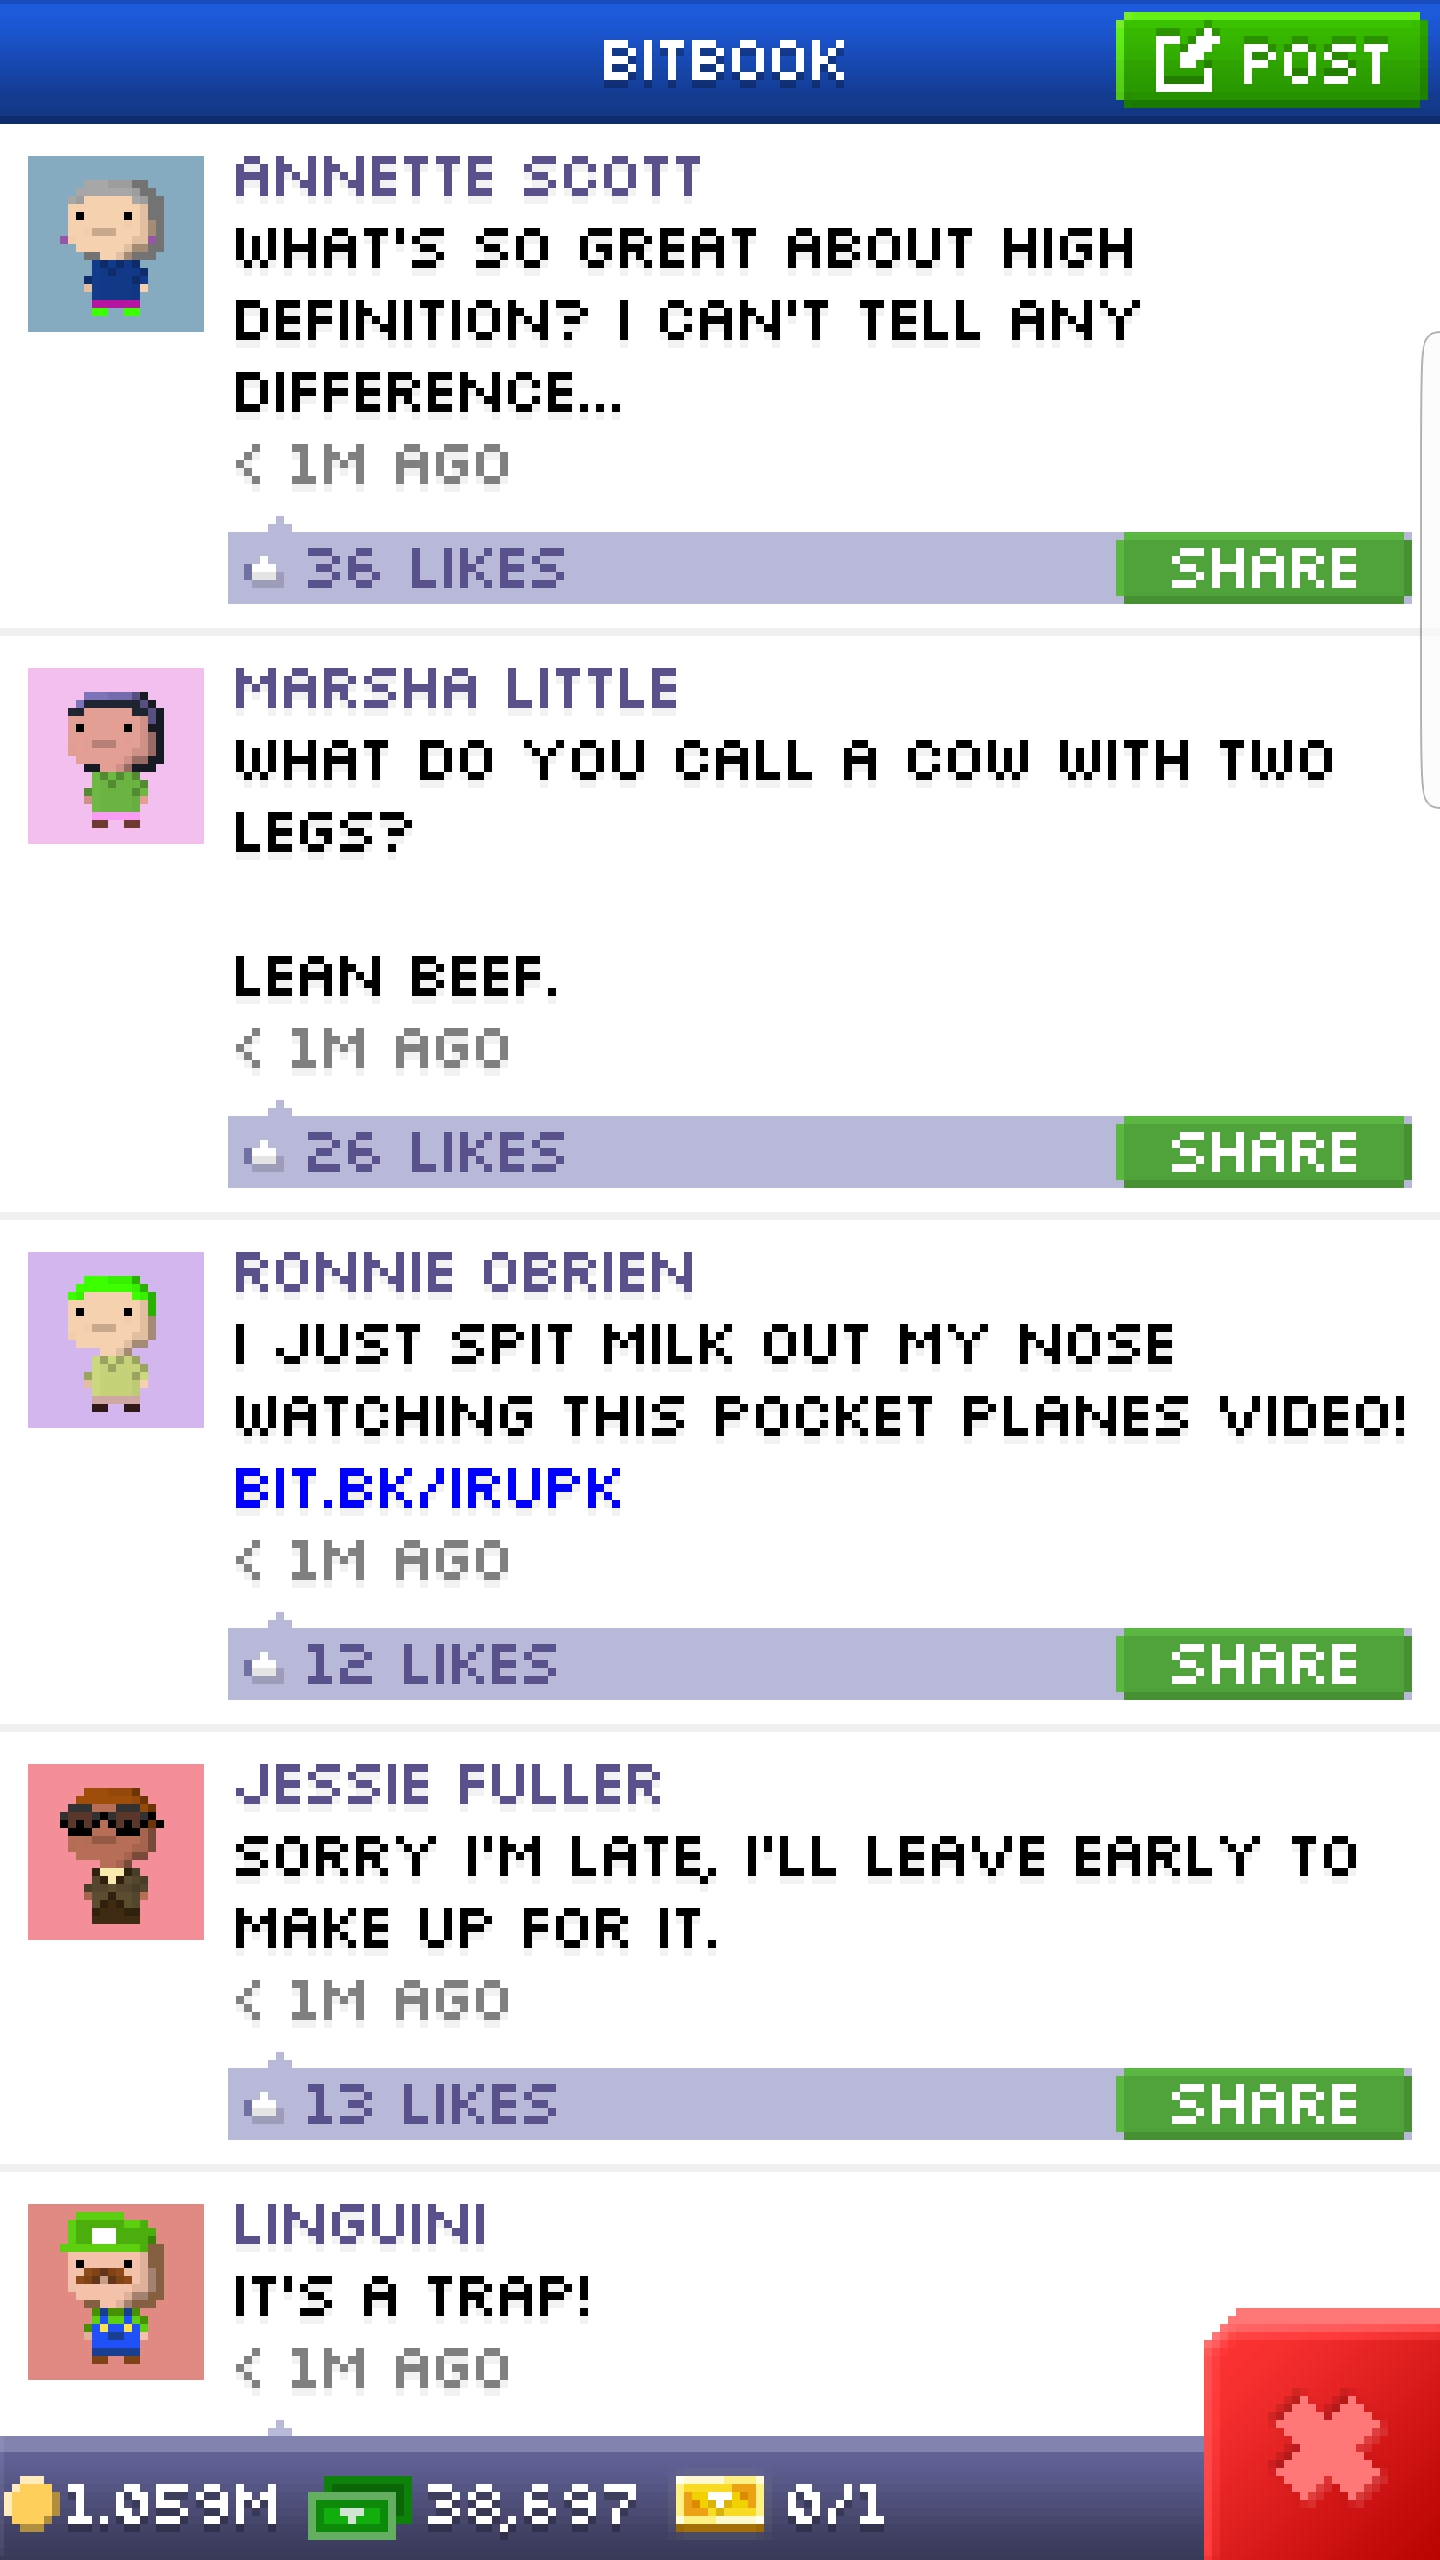 BITBOOK
POST
ANNETTE SCOTT
WHAT'S SO GREAT ABOUT HIGH
DEFINITION? I CAN'T TELL ANY
DIFFERENCE...
< 1M AGO
36 LIKES
SHARE
MARSHA LITTLE
WHAT DO YOU CALL A COW WITH TWO
LEGS?
LEAN BEEF.
< 1M AGO
26 LIKES
SHARE
RONNIE OBRIEN
I JUST SPIT MILK OUT MY NOSE
WATCHING THIS POCKET PLANES VIDEO!
BIT.BK/IRUPK
< 1M AGO
12 LIKES
SHARE
JESSIE FULLER
SORRY I'M LATE, I'LL LEAVE EARLY TO
MAKE UP FOR IT.
< 1M AGO
13 LIKES
SHARE
LINGUINI
IT'S A TRAP!
< 1M AGO
1.059M
38,697
0/1